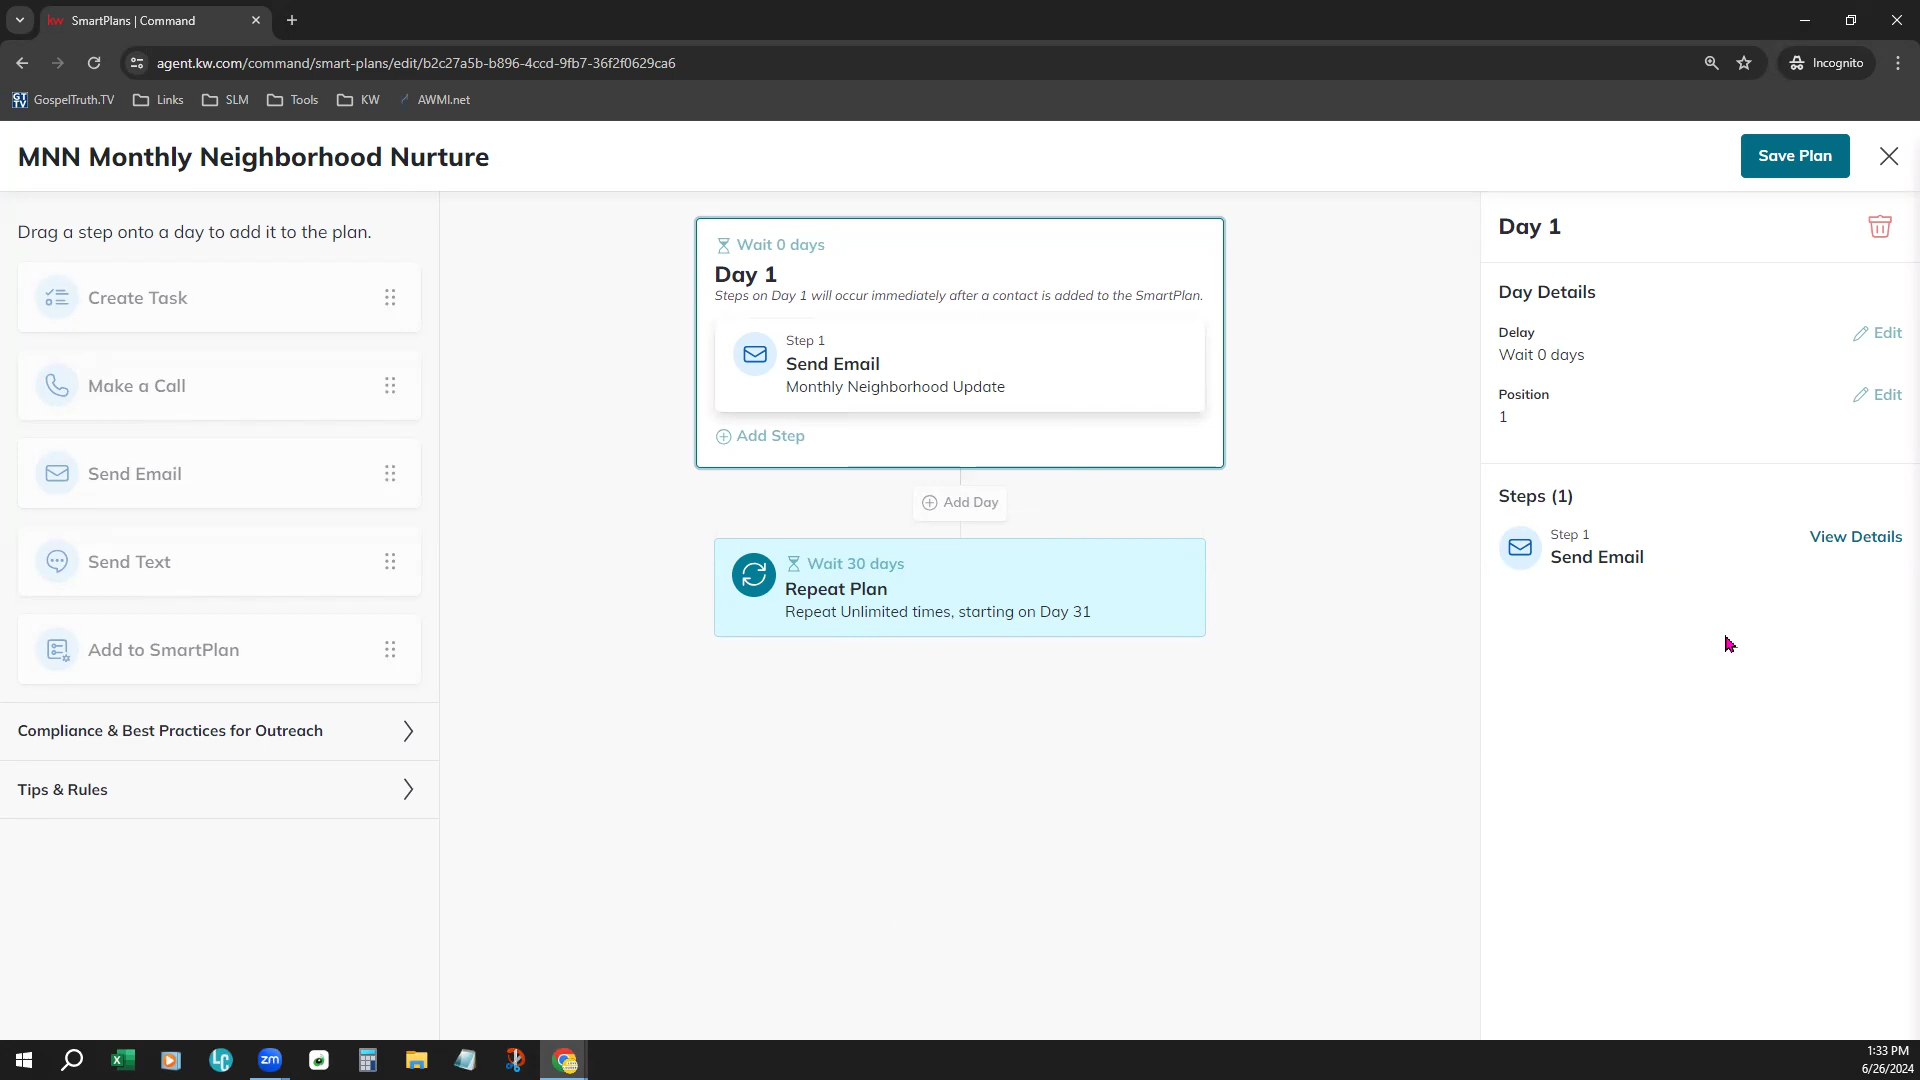 kw SmartPlans | Command
agent.kw.com/command/smart-plans/edit/b2c27a5b-b896-4ccd-9fb7-36f2f0629ca6
Incognito
GT TV GospelTruth.TV Links SLM Tools KW AWMI.net
MNN Monthly Neighborhood Nurture
Save Plan
Drag a step onto a day to add it to the plan.
Create Task
Make a Call
Send Email
Send Text
Add to SmartPlan
Compliance & Best Practices for Outreach
Tips & Rules
Wait 0 days
Day 1
Steps on Day 1 will occur immediately after a contact is added to the SmartPlan.
Step 1
Send Email
Monthly Neighborhood Update
Add Step
Add Day
Wait 30 days
Repeat Plan
Repeat Unlimited times, starting on Day 31
Day 1
Day Details
Delay
Edit
Wait 0 days
Position
Edit
1
Steps (1)
Step 1
View Details
Send Email
LC
zm
1:33 PM
6/26/2024